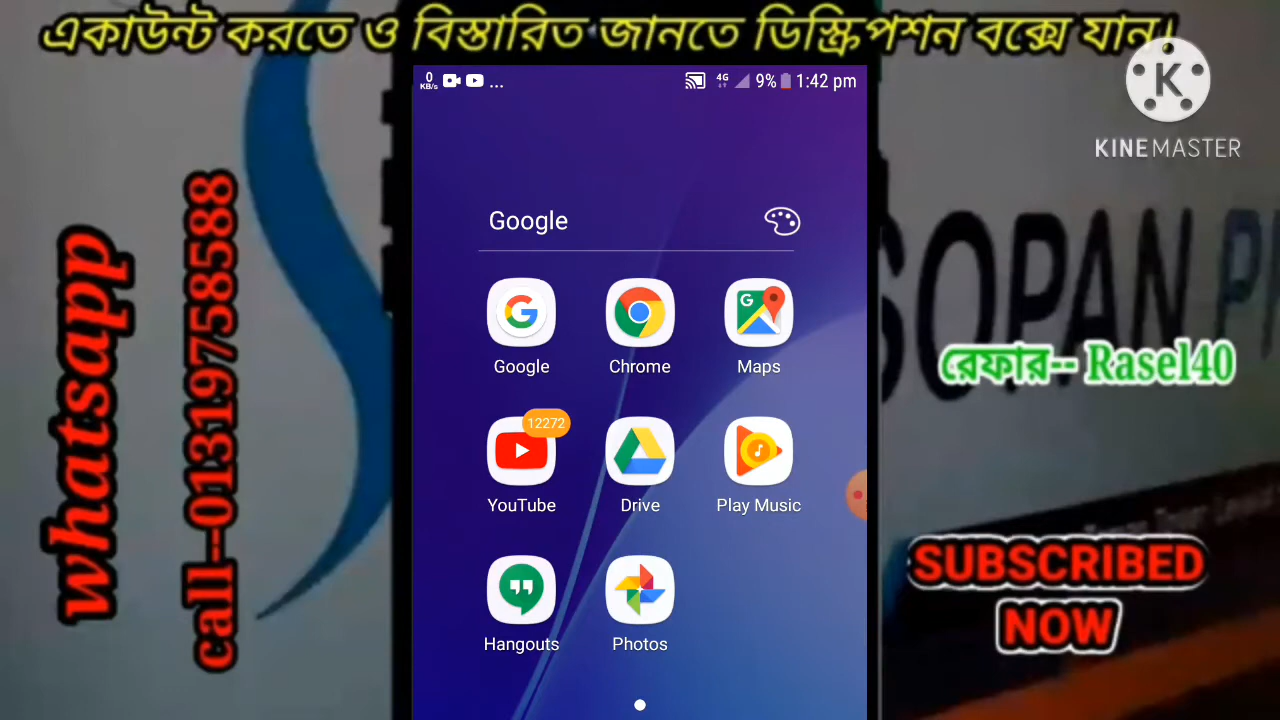 একাউন্ট করতে ও বিস্তারিত জানতে ডিস্ক্রিপশন বক্সে যান।
K
KINEMASTER
0 KB/s ... 4G 9% 1:42 pm
Google
Google Chrome Maps
12272
YouTube Drive Play Music
Hangouts Photos
whatsapp
call--01319758588
SOPAN
রেফার-- Rasel40
SUBSCRIBED
NOW